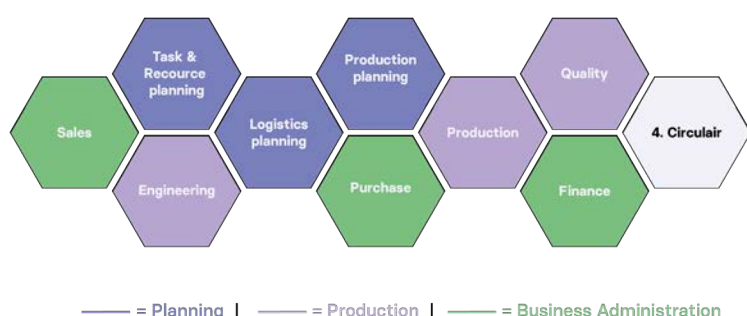 Task &
Recource
planning
Production
planning
Quality
Sales
Logistics
planning
Production
4. Circulair
Engineering
Purchase
Finance
= Planning | = Production | = Business Administration